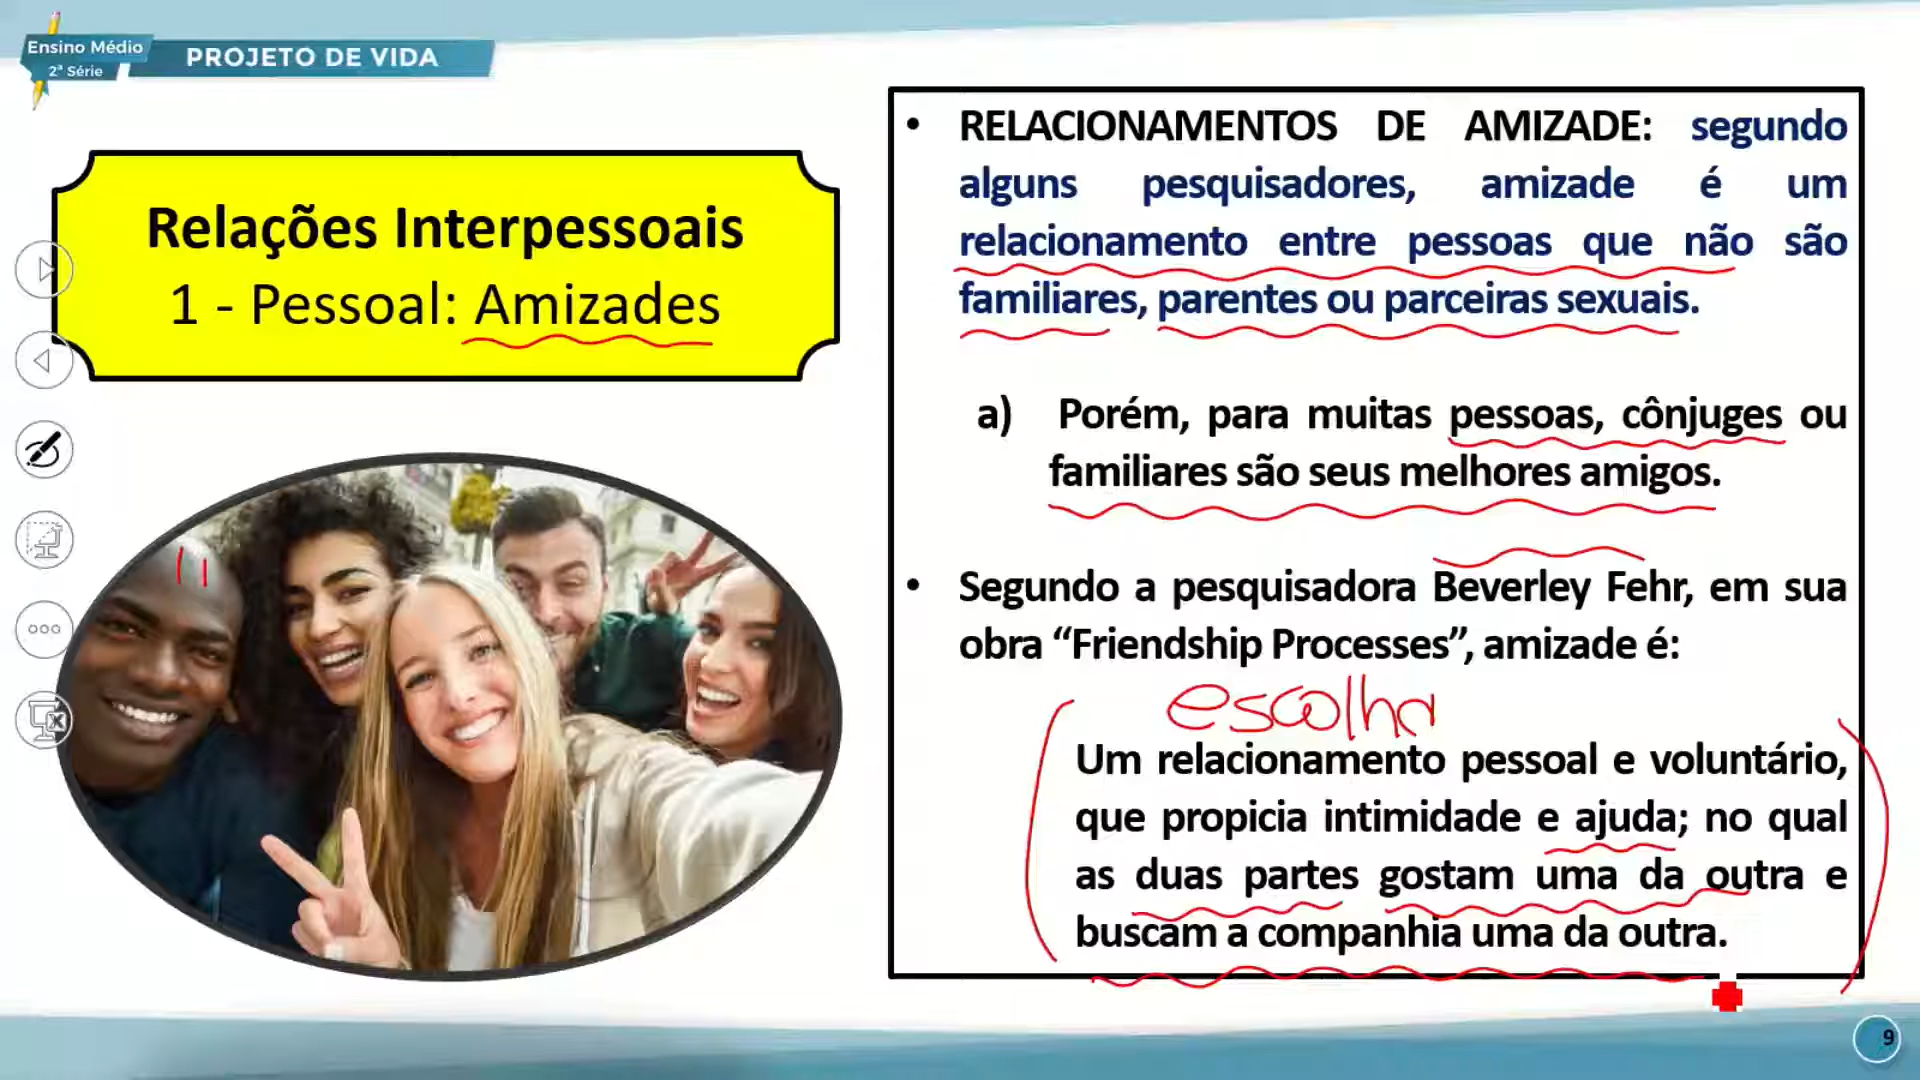 Ensino Médio
2ª Série
PROJETO DE VIDA
Relações Interpessoais
1 - Pessoal: Amizades
• RELACIONAMENTOS DE AMIZADE: segundo
alguns pesquisadores, amizade é um
relacionamento entre pessoas que não são
familiares, parentes ou parceiras sexuais.
a) Porém, para muitas pessoas, cônjuges ou
familiares são seus melhores amigos.
• Segundo a pesquisadora Beverley Fehr, em sua
obra “Friendship Processes”, amizade é:
escolha
Um relacionamento pessoal e voluntário,
que propicia intimidade e ajuda; no qual
as duas partes gostam uma da outra e
buscam a companhia uma da outra.
9